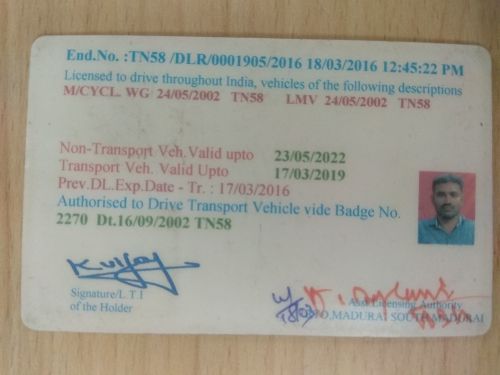 End.No. :TN58 /DLR/0001905/2016 18/03/2016 12:45:22 PM
Licensed to drive throughout India, vehicles of the following descriptions
M/CYCL. WG 24/05/2002 TN58 LMV 24/05/2002 TN58
Non-Transport Veh.Valid upto 23/05/2022
Transport Veh. Valid Upto 17/03/2019
Prev.DL.Exp.Date - Tr. : 17/03/2016
Authorised to Drive Transport Vehicle vide Badge No.
2270 Dt.16/09/2002 TN58
Signature/L.T.I
of the Holder
Asst Licensing Authority
MADURAI SOUTH,MADURAI